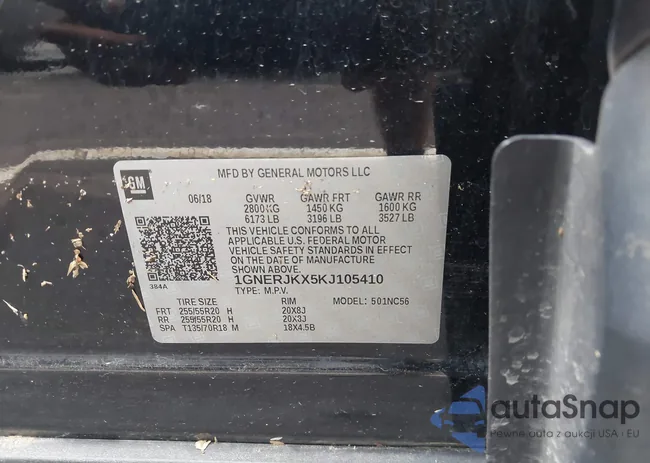 GM
MFD BY GENERAL MOTORS LLC
06/18 GVWR GAWR FRT GAWR RR
2800 KG 1450 KG 1600 KG
6173 LB 3196 LB 3527 LB
THIS VEHICLE CONFORMS TO ALL
APPLICABLE U.S. FEDERAL MOTOR
VEHICLE SAFETY STANDARDS IN EFFECT
ON THE DATE OF MANUFACTURE
SHOWN ABOVE.
384A
1GNERJKX5KJ105410
TYPE: M.P.V.
TIRE SIZE RIM MODEL: 501NC56
FRT 255/55R20 H 20X8J
RR 255/55R20 H 20X8J
SPA T135/70R18 M 18X4.5B
autoSnap
Pewne auta z aukcji USA i EU